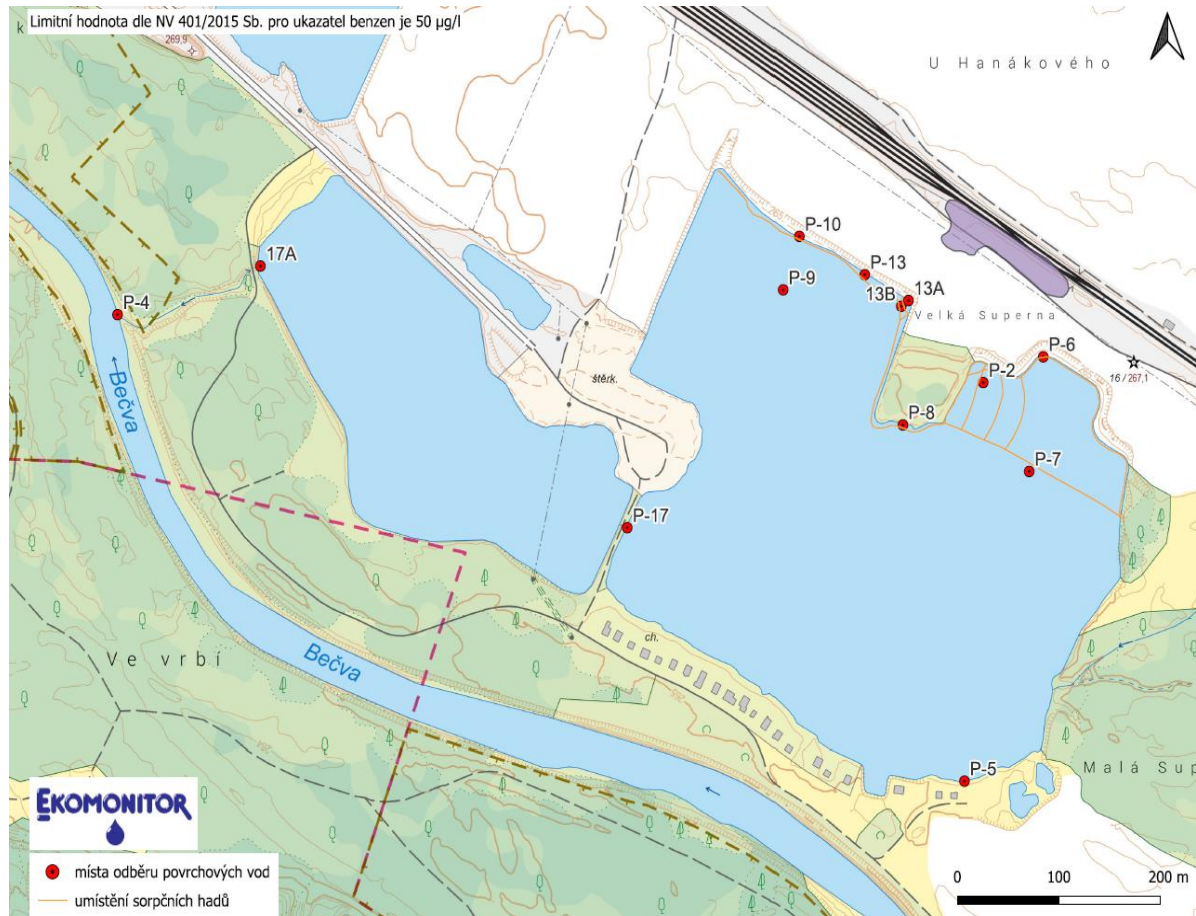 Limitní hodnota dle NV 401/2015 Sb. pro ukazatel benzen je 50 µg/l
k
269,9
U Hanákového
265
P-10
17A
P-13
P-9
13A
13B
P-4
Velká Superna
P-6
265
16 / 267,1
štěrk.
P-2
Bečva
P-8
P-7
P-17
ch.
Ve vrbí
Bečva
P-5
Malá Sup
EKOMONITOR
místa odběru povrchových vod
umístění sorpčních hadů
0 100 200 m